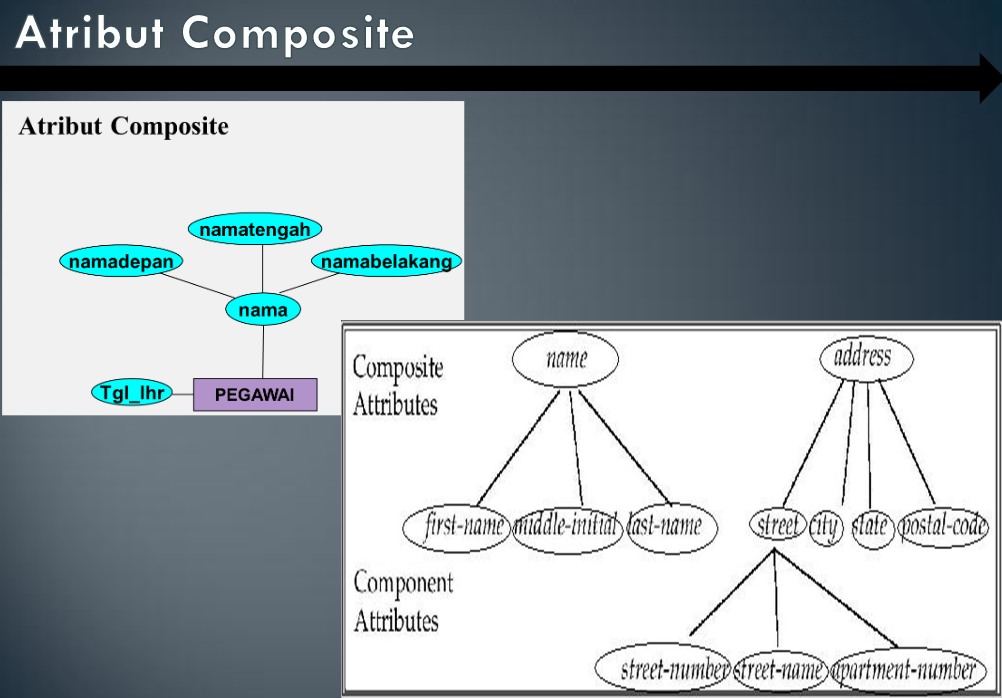 Atribut Composite
Atribut Composite
namatengah
namadepan
namabelakang
nama
Tgl_lhr
PEGAWAI
Composite
Attributes
name
address
first-name
middle-initial
last-name
street
city
state
postal-code
Component
Attributes
street-number
street-name
apartment-number